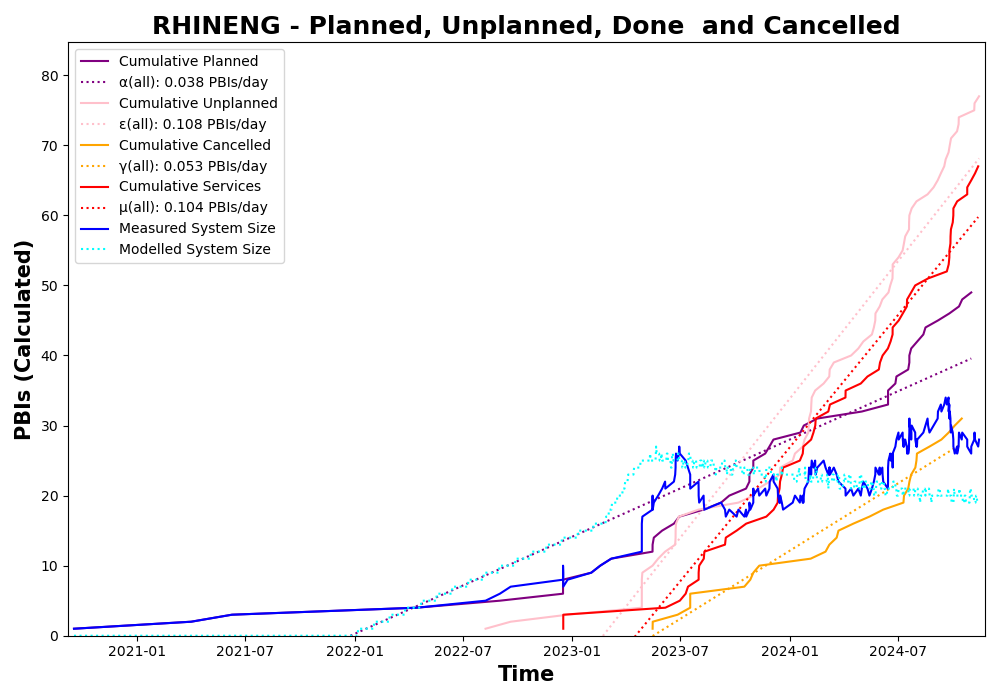 RHINENG - Planned, Unplanned, Done  and Cancelled
Cumulative Planned
α(all): 0.038 PBIs/day
Cumulative Unplanned
ε(all): 0.108 PBIs/day
Cumulative Cancelled
γ(all): 0.053 PBIs/day
Cumulative Services
μ(all): 0.104 PBIs/day
Measured System Size
Modelled System Size
PBIs (Calculated)
80
70
60
50
40
30
20
10
0
2021-01 2021-07 2022-01 2022-07 2023-01 2023-07 2024-01 2024-07
Time